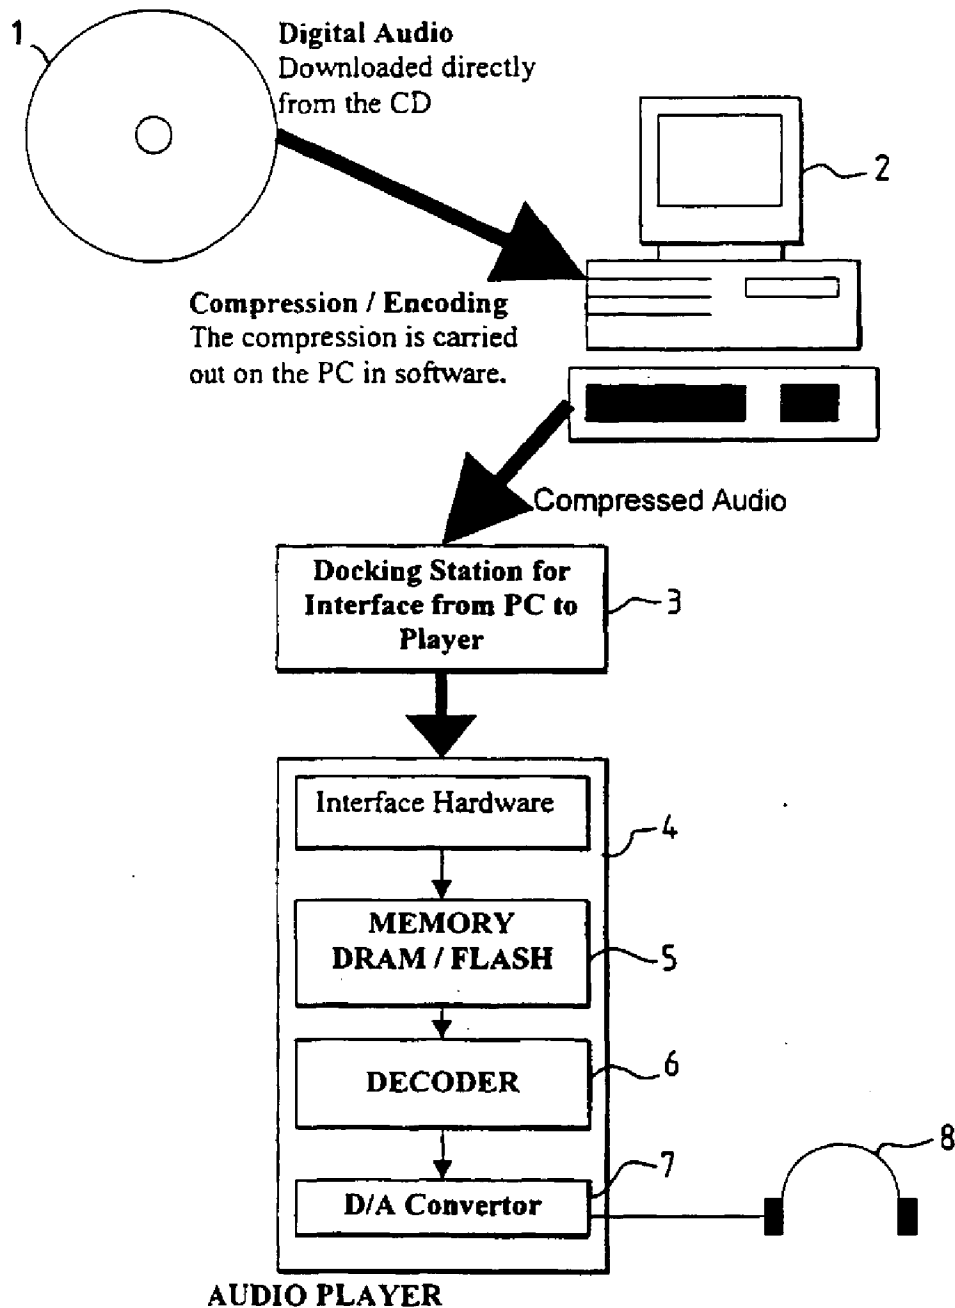 1
Digital Audio
Downloaded directly
from the CD
2
Compression / Encoding
The compression is carried
out on the PC in software.
Compressed Audio
Docking Station for
Interface from PC to
Player
3
Interface Hardware
4
MEMORY
DRAM / FLASH
5
DECODER
6
D/A Convertor
7
8
AUDIO PLAYER